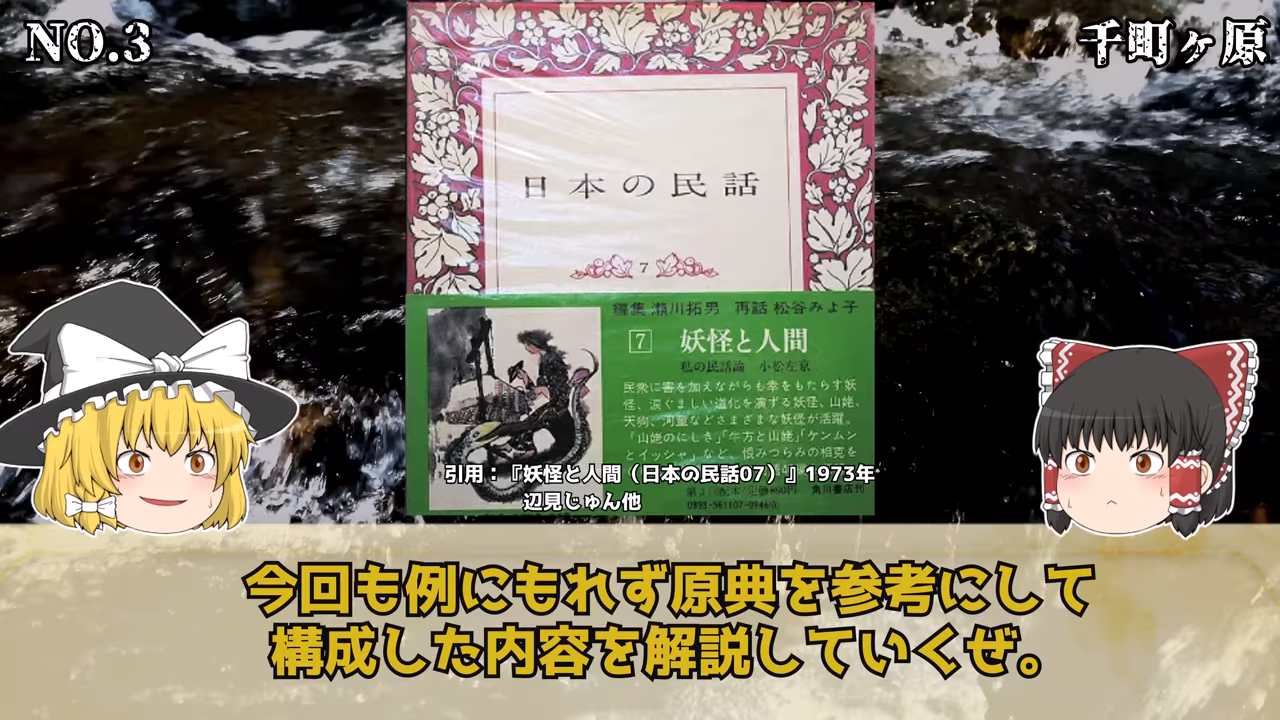 NO.3
千町ヶ原
日本の民話
7
編集 瀬川拓男 再話 松谷みよ子
7 妖怪と人間
私の民話論 小松左京
民衆に害を加えながらも幸をもたらす妖
怪、涙ぐましい道化を演ずる妖怪、山姥、
天狗、河童などさまざまな妖怪が活躍。
「山姥のにしき」「牛方と山姥」「ケンムン
とイッシャ」など、恨みつらみの相克を
引用：『妖怪と人間（日本の民話07）』1973年
辺見じゅん他
角川書店刊
今回も例にもれず原典を参考にして
構成した内容を解説していくぜ。